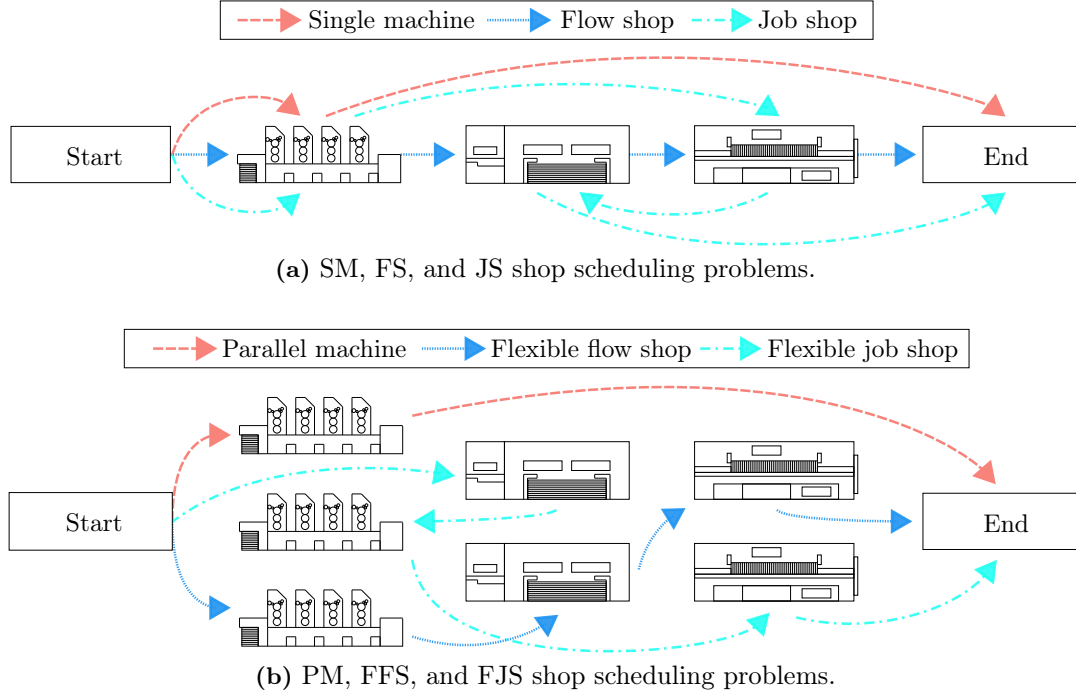 Single machine Flow shop Job shop
Start End
(a) SM, FS, and JS shop scheduling problems.
Parallel machine Flexible flow shop Flexible job shop
Start End
(b) PM, FFS, and FJS shop scheduling problems.